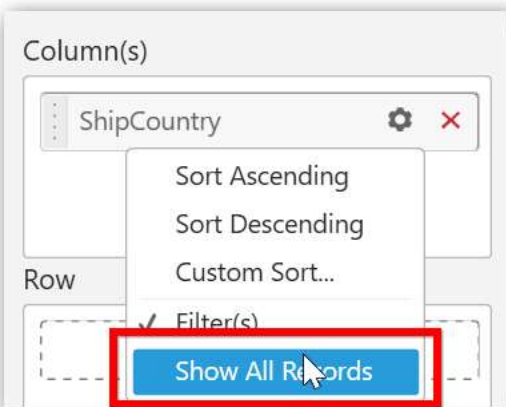 Column(s)
ShipCountry
Sort Ascending
Sort Descending
Custom Sort...
Row
Filter(s)
Show All Records